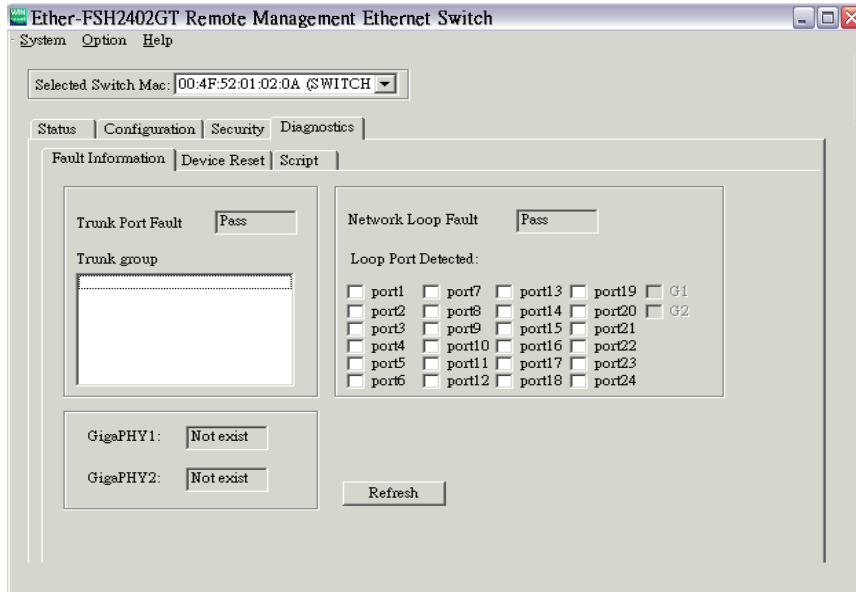 Ether-FSH2402GT Remote Management Ethernet Switch
System Option Help
Selected Switch Mac: 00:4F:52:01:02:0A (SWITCH
Status Configuration Security Diagnostics
Fault Information Device Reset Script
Trunk Port Fault Pass
Trunk group
Network Loop Fault Pass
Loop Port Detected:
port1 port7 port13 port19 G1
port2 port8 port14 port20 G2
port3 port9 port15 port21
port4 port10 port16 port22
port5 port11 port17 port23
port6 port12 port18 port24
GigaPHY1: Not exist
GigaPHY2: Not exist
Refresh